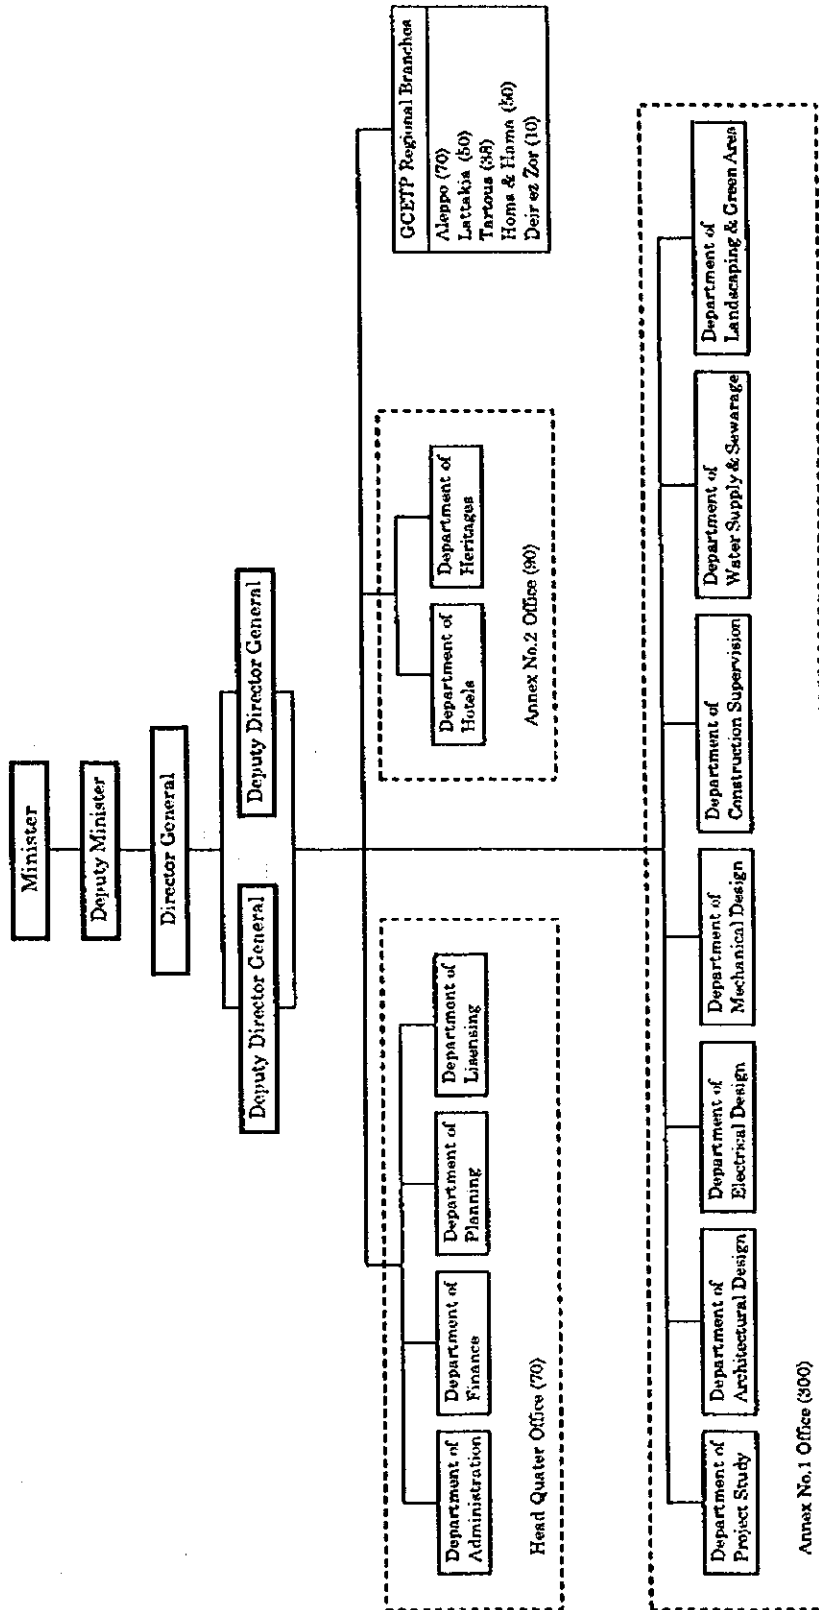 Minister
Deputy Minister
Director General
Deputy Director General
Deputy Director General
Department of
Administration
Department of
Finance
Department of
Planning
Department of
Lisensing
Head Quater Office (70)
Department of
Hotels
Department of
Heritages
Annex No.2 Office (90)
GCETP Regional Branches
Aleppo (70)
Lattakia (50)
Tartous (38)
Homs & Hama (50)
Deir ez Zor (10)
Department of
Project Study
Department of
Architectural Design
Department of
Electrical Design
Department of
Mechanical Design
Department of
Construction Supervision
Department of
Water Supply & Sewarage
Department of
Landscaping & Green Area
Annex No.1 Office (300)